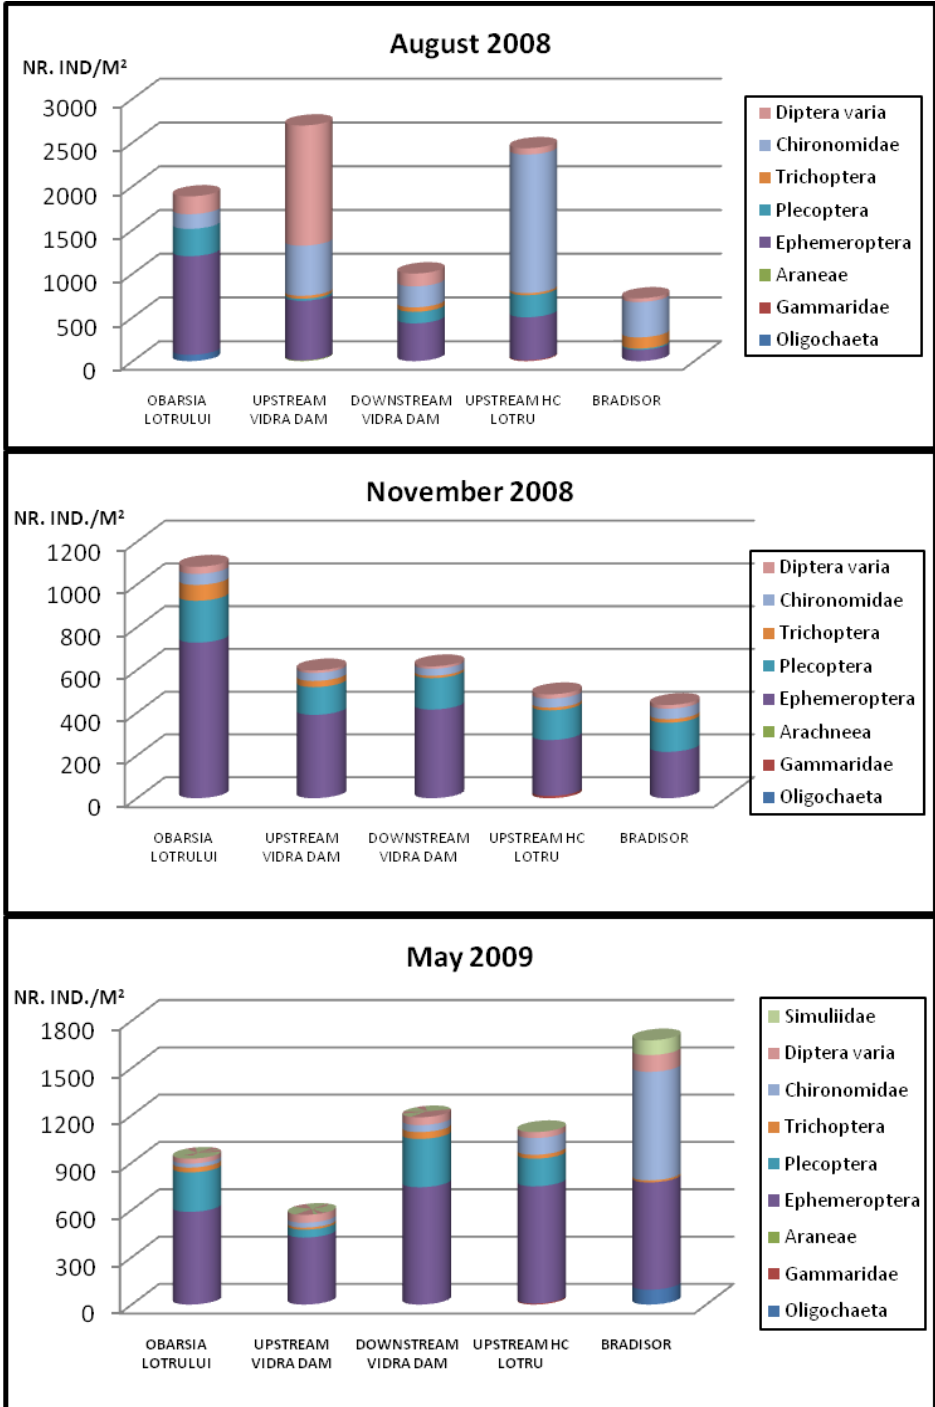 August 2008
NR. IND/M²
3000
2500
2000
1500
1000
500
0
OBARSIA
LOTRULUI
UPSTREAM
VIDRA DAM
DOWNSTREAM
VIDRA DAM
UPSTREAM HC
LOTRU
BRADISOR
Diptera varia
Chironomidae
Trichoptera
Plecoptera
Ephemeroptera
Araneae
Gammaridae
Oligochaeta
November 2008
NR. IND./M²
1200
1000
800
600
400
200
0
OBARSIA
LOTRULUI
UPSTREAM
VIDRA DAM
DOWNSTREAM
VIDRA DAM
UPSTREAM HC
LOTRU
BRADISOR
Diptera varia
Chironomidae
Trichoptera
Plecoptera
Ephemeroptera
Arachneea
Gammaridae
Oligochaeta
May 2009
NR. IND./M²
1800
1500
1200
900
600
300
0
OBARSIA
LOTRULUI
UPSTREAM
VIDRA DAM
DOWNSTREAM
VIDRA DAM
UPSTREAM HC
LOTRU
BRADISOR
Simuliidae
Diptera varia
Chironomidae
Trichoptera
Plecoptera
Ephemeroptera
Araneae
Gammaridae
Oligochaeta